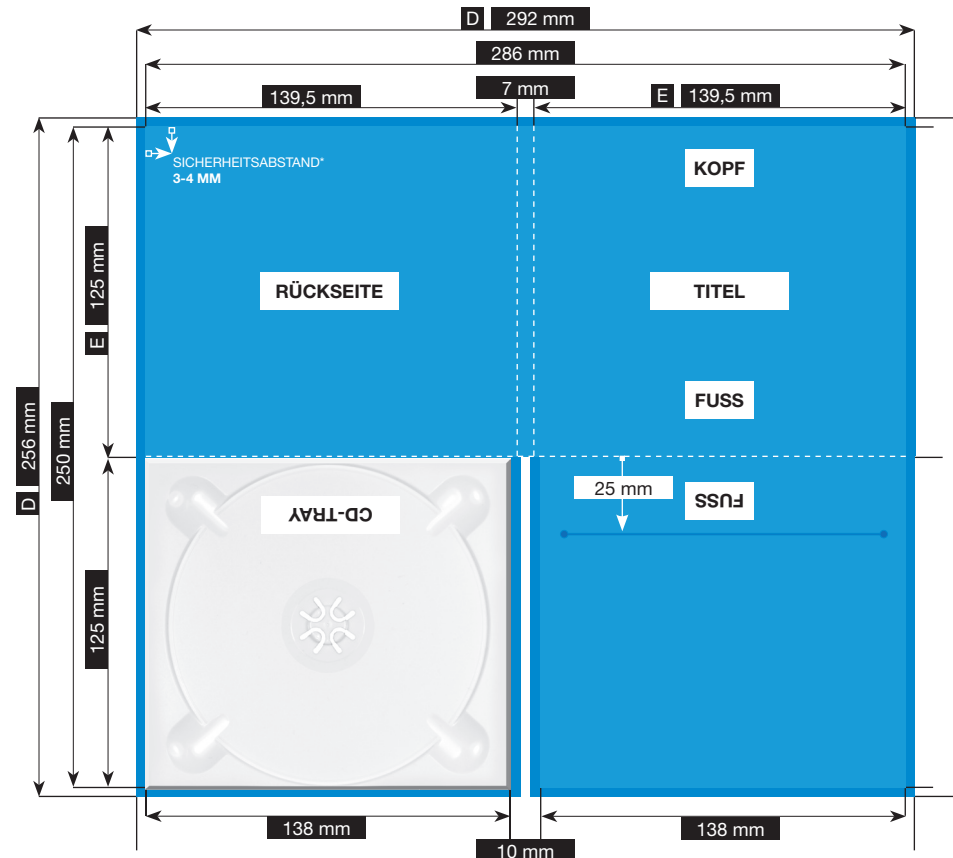 D 292 mm
286 mm
7 mm
139,5 mm
E 139,5 mm
SICHERHEITSABSTAND*
3-4 MM
KOPF
RÜCKSEITE
TITEL
FUSS
E 125 mm
D 256 mm
250 mm
25 mm
FUSS
CD-TRAY
125 mm
138 mm
138 mm
10 mm